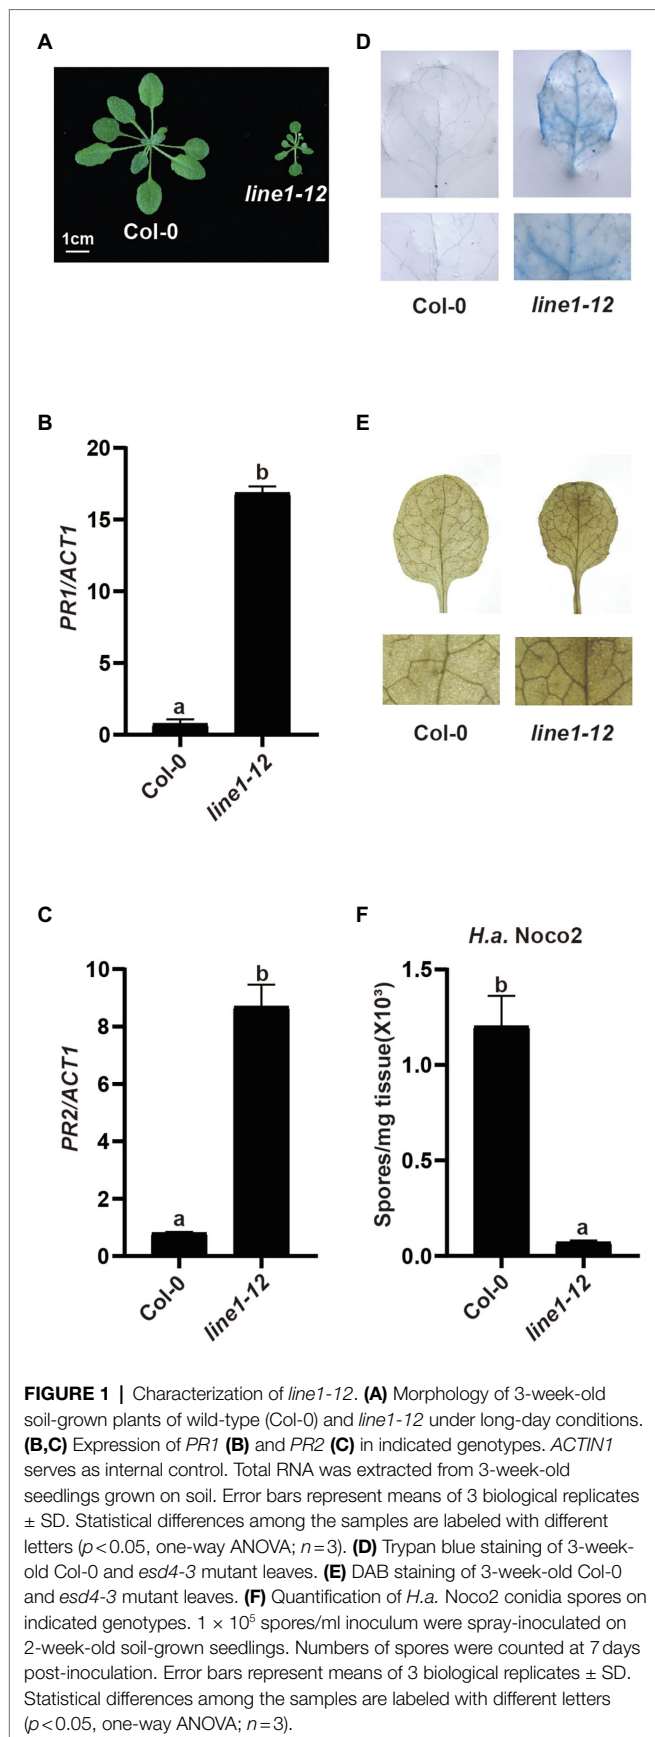 A
Col-0
line1-12
1cm
D
Col-0
line1-12
B
PR1/ACT1
20
15
10
5
0
a
b
Col-0
line1-12
E
Col-0
line1-12
C
PR2/ACT1
10
8
6
4
2
0
a
b
Col-0
line1-12
F
H.a. Noco2
Spores/mg tissue(X10³)
1.5
1.0
0.5
0.0
b
a
Col-0
line1-12
FIGURE 1 | Characterization of line1-12. (A) Morphology of 3-week-old
soil-grown plants of wild-type (Col-0) and line1-12 under long-day conditions.
(B,C) Expression of PR1 (B) and PR2 (C) in indicated genotypes. ACTIN1
serves as internal control. Total RNA was extracted from 3-week-old
seedlings grown on soil. Error bars represent means of 3 biological replicates
± SD. Statistical differences among the samples are labeled with different
letters (p<0.05, one-way ANOVA; n=3). (D) Trypan blue staining of 3-week-
old Col-0 and esd4-3 mutant leaves. (E) DAB staining of 3-week-old Col-0
and esd4-3 mutant leaves. (F) Quantification of H.a. Noco2 conidia spores on
indicated genotypes. 1 × 10⁵ spores/ml inoculum were spray-inoculated on
2-week-old soil-grown seedlings. Numbers of spores were counted at 7 days
post-inoculation. Error bars represent means of 3 biological replicates ± SD.
Statistical differences among the samples are labeled with different letters
(p<0.05, one-way ANOVA; n=3).